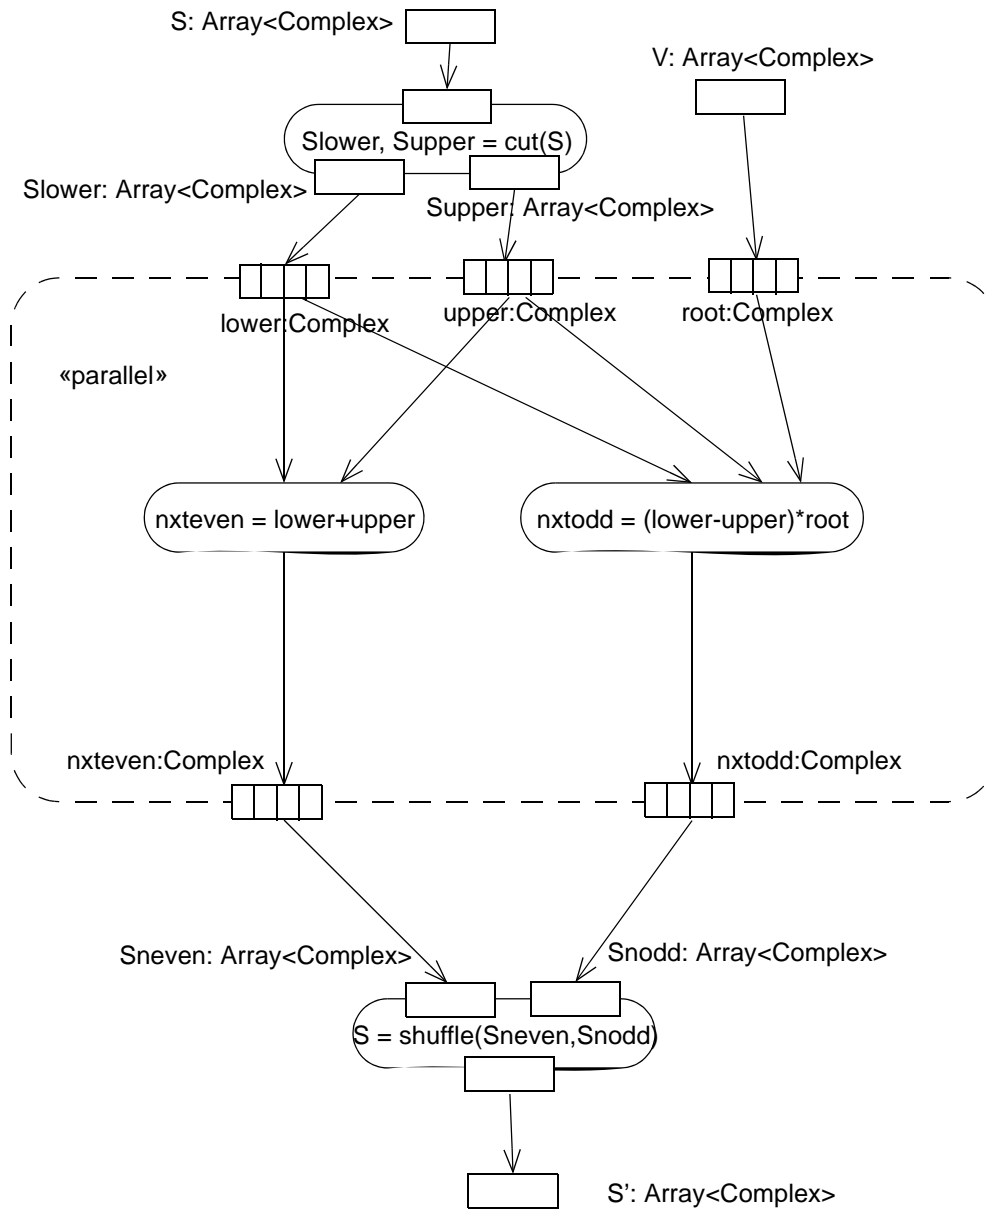 S: Array<Complex>
V: Array<Complex>
Slower, Supper = cut(S)
Slower: Array<Complex>
Supper: Array<Complex>
lower:Complex
upper:Complex
root:Complex
«parallel»
nxteven = lower+upper
nxtodd = (lower-upper)*root
nxteven:Complex
nxtodd:Complex
Sneven: Array<Complex>
Snodd: Array<Complex>
S = shuffle(Sneven,Snodd)
S': Array<Complex>